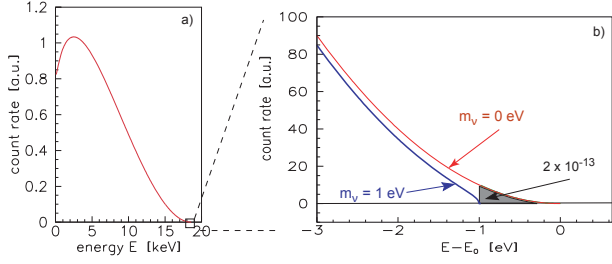 a)
count rate [a.u.]
1.2
1
0.8
0.6
0.4
0.2
0
0 5 10 15 20
energy E [keV]
b)
count rate [a.u.]
100
80
60
40
20
0
mν = 0 eV
2 x 10⁻¹³
mν = 1 eV
−3 −2 −1 0
E−E₀ [eV]